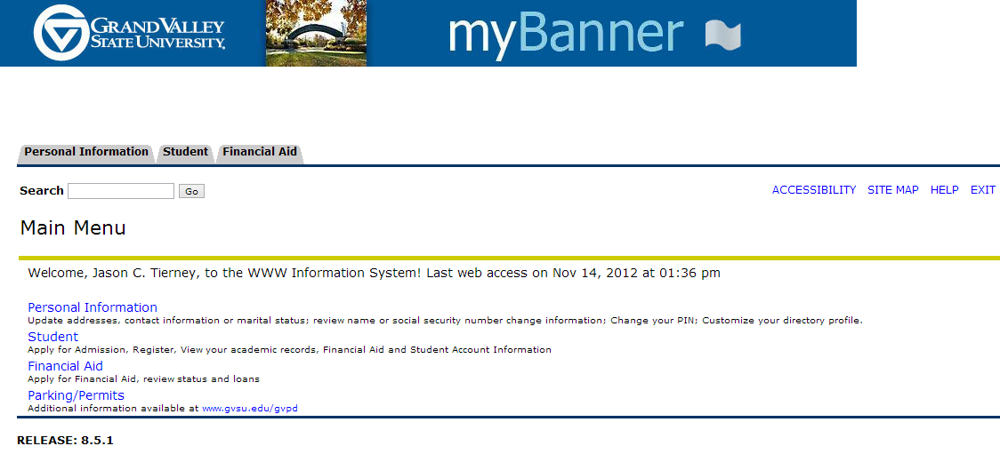 GRAND VALLEY
STATE UNIVERSITY.
myBanner
Personal Information Student Financial Aid
Search Go ACCESSIBILITY SITE MAP HELP EXIT
Main Menu
Welcome, Jason C. Tierney, to the WWW Information System! Last web access on Nov 14, 2012 at 01:36 pm
Personal Information
Update addresses, contact information or marital status; review name or social security number change information; Change your PIN; Customize your directory profile.
Student
Apply for Admission, Register, View your academic records, Financial Aid and Student Account Information
Financial Aid
Apply for Financial Aid, review status and loans
Parking/Permits
Additional information available at www.gvsu.edu/gvpd
RELEASE: 8.5.1